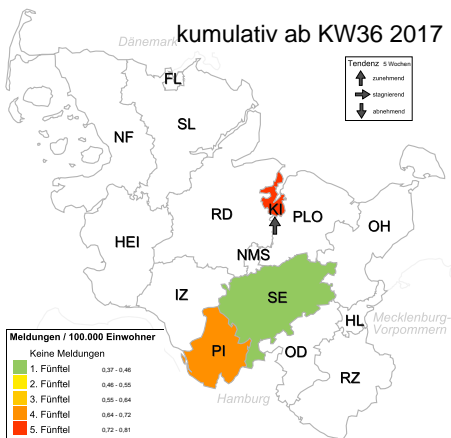 kumulativ ab KW36 2017
Dänemark
Tendenz 5 Wochen
zunehmend
stagnierend
abnehmend
FL
SL
NF
KI
RD
PLO
OH
HEI
NMS
IZ
SE
HL
Mecklenburg-
Vorpommern
PI
OD
RZ
Hamburg
Meldungen / 100.000 Einwohner
Keine Meldungen
1. Fünftel 0,37 - 0,46
2. Fünftel 0,46 - 0,55
3. Fünftel 0,55 - 0,64
4. Fünftel 0,64 - 0,72
5. Fünftel 0,72 - 0,81